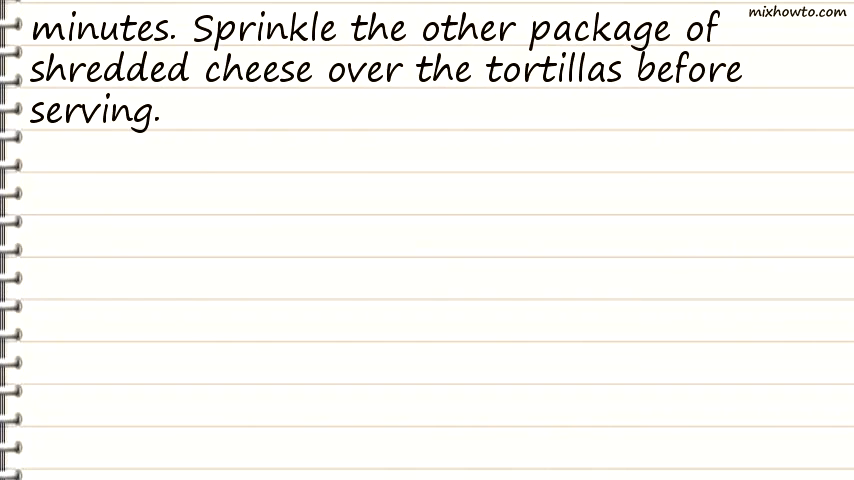 mixhowto.com
minutes. Sprinkle the other package of
shredded cheese over the tortillas before
serving.